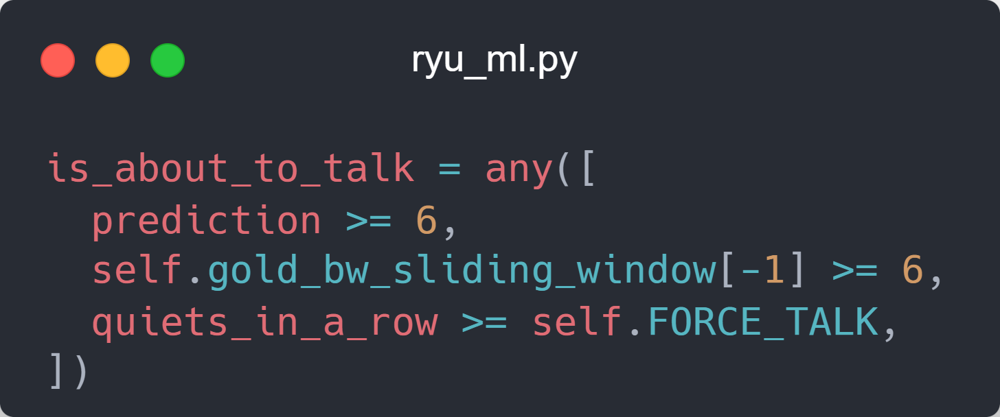 ryu_ml.py
is_about_to_talk = any([
  prediction >= 6,
  self.gold_bw_sliding_window[-1] >= 6,
  quiets_in_a_row >= self.FORCE_TALK,
])